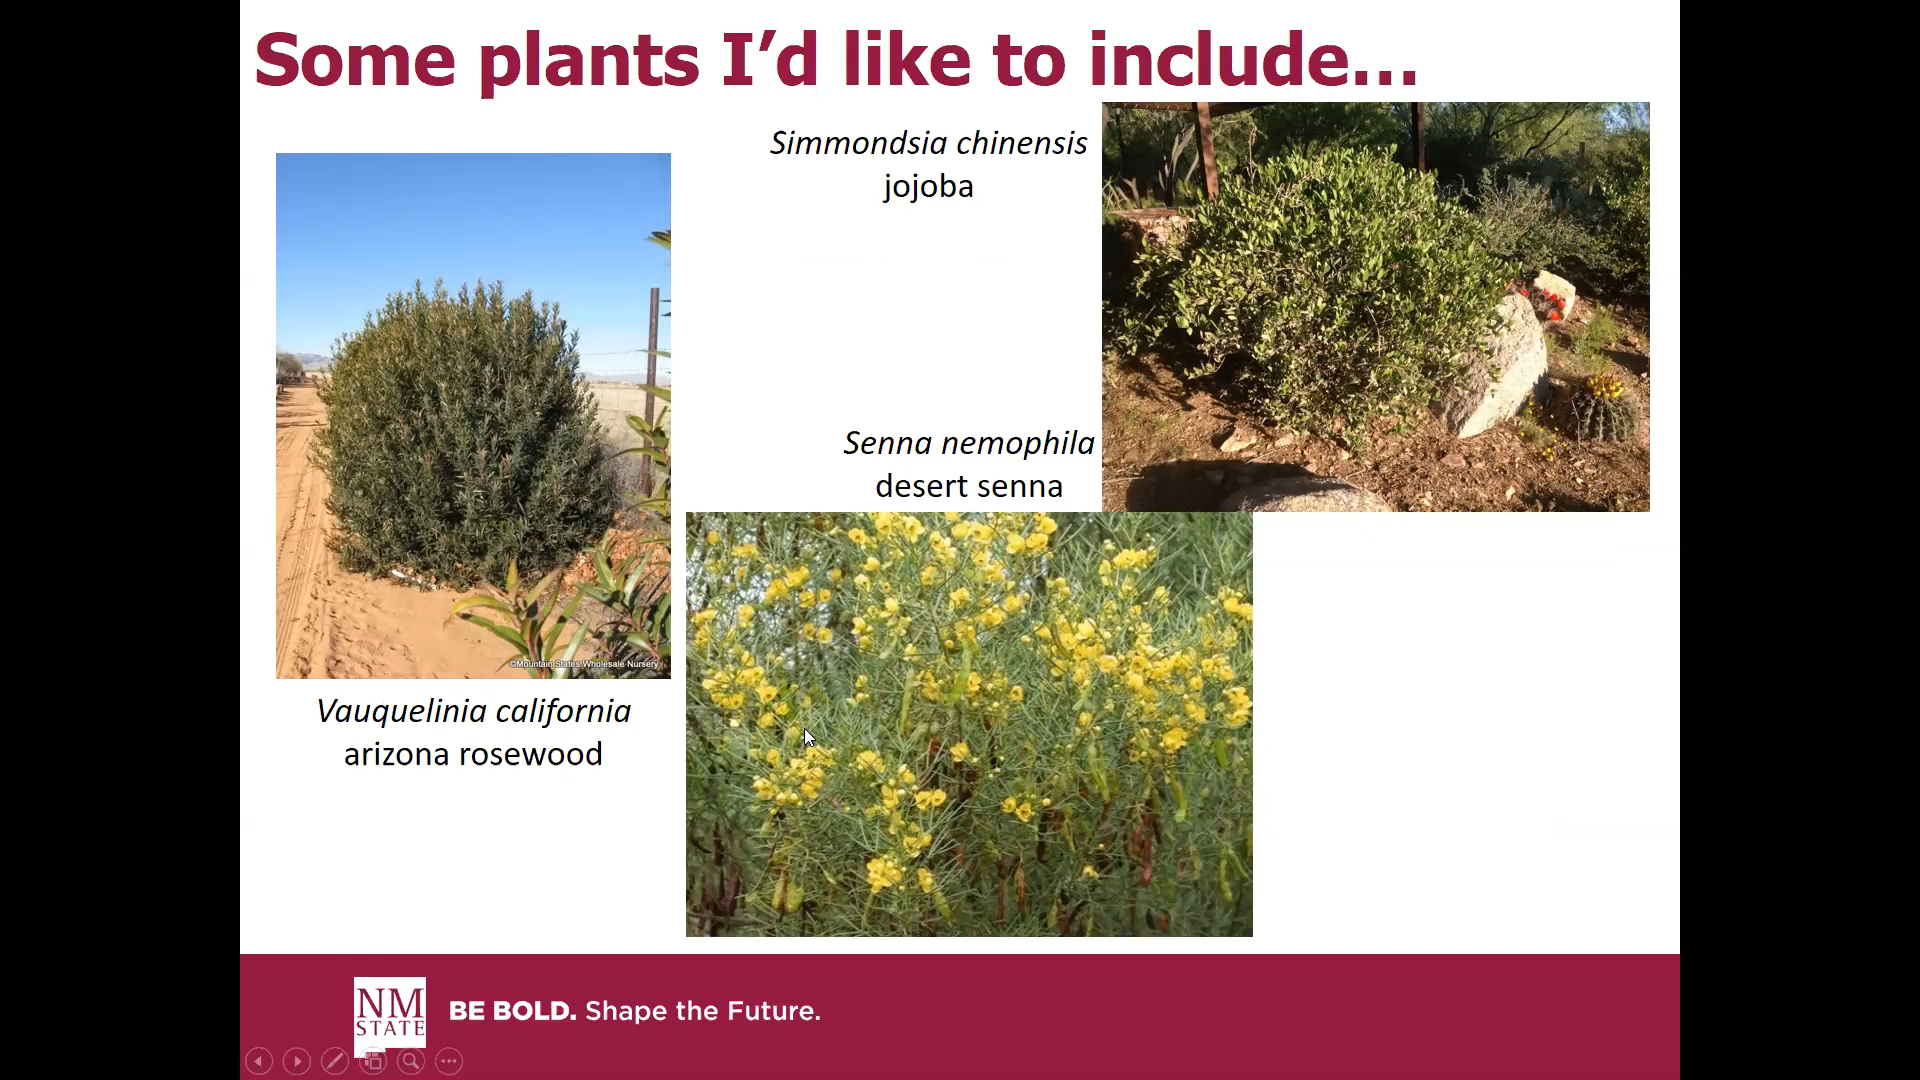 Some plants I’d like to include...
Simmondsia chinensis
jojoba
Senna nemophila
desert senna
©Mountain States Wholesale Nursery
Vauquelinia california
arizona rosewood
NM
STATE
BE BOLD. Shape the Future.